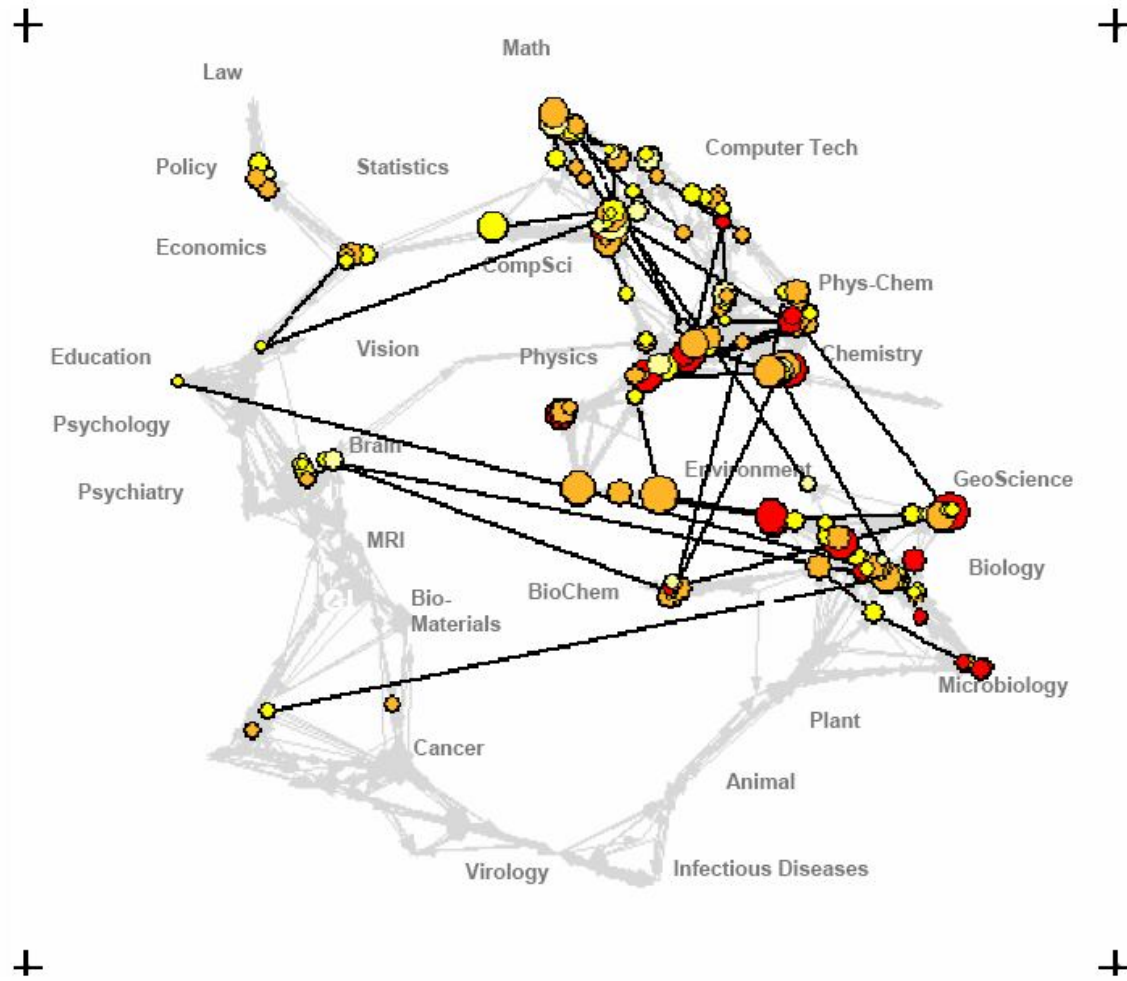 Math
Law
Computer Tech
Policy
Statistics
Economics
CompSci
Phys-Chem
Education
Vision
Physics
Chemistry
Psychology
Brain
Environment
GeoScience
Psychiatry
MRI
Biology
BioChem
Bio-
Materials
Microbiology
Plant
Cancer
Animal
Virology
Infectious Diseases